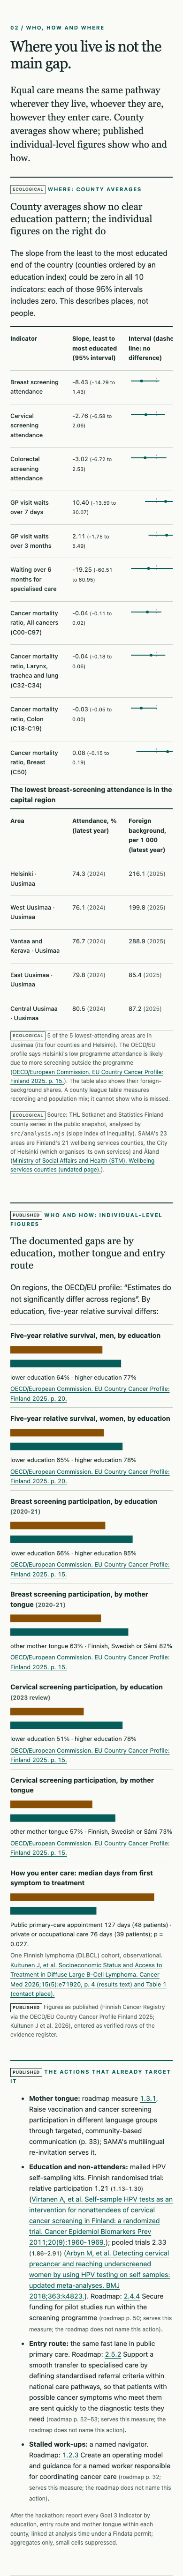 02 / WHO, HOW AND WHERE
Where you live is not the
main gap.
Equal care means the same pathway
wherever they live, whoever they are,
however they enter care. County
averages show where; published
individual-level figures show who and
how.
ECOLOGICAL WHERE: COUNTY AVERAGES
County averages show no clear
education pattern; the individual
figures on the right do
The slope from the least to the most educated
end of the country (counties ordered by an
education index) could be zero in all 10
indicators: each of those 95% intervals
includes zero. This describes places, not
people.
Indicator Slope, least to most educated (95% interval) Interval (dashe line: no difference)
Breast screening attendance -8.43 (-14.29 to 1.43)
Cervical screening attendance -2.76 (-6.58 to 2.06)
Colorectal screening attendance -3.02 (-6.72 to 2.53)
GP visit waits over 7 days 10.40 (-13.59 to 30.07)
GP visit waits over 3 months 2.11 (-1.75 to 5.49)
Waiting over 6 months for specialised care -19.25 (-60.51 to 60.95)
Cancer mortality ratio, All cancers (C00-C97) -0.04 (-0.11 to 0.02)
Cancer mortality ratio, Larynx, trachea and lung (C32-C34) -0.04 (-0.18 to 0.06)
Cancer mortality ratio, Colon (C18-C19) -0.03 (-0.05 to 0.00)
Cancer mortality ratio, Breast (C50) 0.08 (-0.15 to 0.19)
The lowest breast-screening attendance is in the
capital region
Area Attendance, % (latest year) Foreign background, per 1 000 (latest year)
Helsinki · Uusimaa 74.3 (2024) 216.1 (2025)
West Uusimaa · Uusimaa 76.1 (2024) 199.8 (2025)
Vantaa and Kerava · Uusimaa 76.7 (2024) 288.9 (2025)
East Uusimaa · Uusimaa 79.8 (2024) 85.4 (2025)
Central Uusimaa · Uusimaa 80.5 (2024) 87.2 (2025)
ECOLOGICAL 5 of the 5 lowest-attending areas are in
Uusimaa (its four counties and Helsinki). The OECD/EU
profile says Helsinki's low programme attendance is likely
due to more screening outside the programme
(OECD/European Commission. EU Country Cancer Profile:
Finland 2025. p. 15.). The table also shows their foreign-
background shares. A county league table measures
geography and population mix; it cannot show who is missed.
ECOLOGICAL Source: THL Sotkanet and Statistics Finland
county series in the public snapshot, analysed by
src/analysis.mjs (slope index of inequality). SAMA's 23
areas are Finland's 21 wellbeing services counties, the City
of Helsinki (which organises its own services) and Åland
(Ministry of Social Affairs and Health (STM). Wellbeing
services counties (undated page).).
PUBLISHED WHO AND HOW: INDIVIDUAL-LEVEL
FIGURES
The documented gaps are by
education, mother tongue and entry
route
On regions, the OECD/EU profile: “Estimates do
not significantly differ across regions”. By
education, five-year relative survival differs:
Five-year relative survival, men, by education
lower education 64% · higher education 77%
OECD/European Commission. EU Country Cancer Profile:
Finland 2025. p. 20.
Five-year relative survival, women, by education
lower education 65% · higher education 78%
OECD/European Commission. EU Country Cancer Profile:
Finland 2025. p. 20.
Breast screening participation, by education
(2020-21)
lower education 66% · higher education 85%
OECD/European Commission. EU Country Cancer Profile:
Finland 2025. p. 15.
Breast screening participation, by mother
tongue (2020-21)
other mother tongue 63% · Finnish, Swedish or Sámi 82%
OECD/European Commission. EU Country Cancer Profile:
Finland 2025. p. 15.
Cervical screening participation, by education
(2023 review)
lower education 51% · higher education 78%
OECD/European Commission. EU Country Cancer Profile:
Finland 2025. p. 15.
Cervical screening participation, by mother
tongue
other mother tongue 57% · Finnish, Swedish or Sámi 73%
OECD/European Commission. EU Country Cancer Profile:
Finland 2025. p. 15.
How you enter care: median days from first
symptom to treatment
Public primary-care appointment 127 days (48 patients) ·
private or occupational care 76 days (39 patients); p =
0.027.
One Finnish lymphoma (DLBCL) cohort, observational.
Kuitunen J, et al. Socioeconomic Status and Access to
Treatment in Diffuse Large B-Cell Lymphoma. Cancer
Med 2026;15(5):e71920, p. 4 (results text) and Table 1
(contact place).
PUBLISHED Figures as published (Finnish Cancer Registry
via the OECD/EU Country Cancer Profile Finland 2025;
Kuitunen J et al. 2026), entered as verified rows of the
evidence register.
PUBLISHED THE ACTIONS THAT ALREADY TARGET
IT
• Mother tongue: roadmap measure 1.3.1,
Raise vaccination and cancer screening
participation in different language groups
through targeted, community-based
communication (p. 33); SAMA's multilingual
re-invitation serves it.
• Education and non-attenders: mailed HPV
self-sampling kits. Finnish randomised trial:
relative participation 1.21 (1.13–1.30)
(Virtanen A, et al. Self-sample HPV tests as an
intervention for nonattendees of cervical
cancer screening in Finland: a randomized
trial. Cancer Epidemiol Biomarkers Prev
2011;20(9):1960-1969.); pooled trials 2.33
(1.86–2.91) (Arbyn M, et al. Detecting cervical
precancer and reaching underscreened
women by using HPV testing on self samples:
updated meta-analyses. BMJ
2018;363:k4823.). Roadmap: 2.4.4 Secure
funding for pilot studies run within the
screening programme (roadmap p. 50; serves this
measure; the roadmap does not name this action).
• Entry route: the same fast lane in public
primary care. Roadmap: 2.5.2 Support a
smooth transfer to specialised care by
defining standardised referral criteria within
national care pathways, so that patients with
possible cancer symptoms who meet them
are sent quickly to the diagnostic tests they
need (roadmap p. 52–53; serves this measure; the
roadmap does not name this action).
• Stalled work-ups: a named navigator.
Roadmap: 1.2.3 Create an operating model
and guidance for a named worker responsible
for coordinating cancer care (roadmap p. 32;
serves this measure; the roadmap does not name this
action).
After the hackathon: report every Goal 3 indicator by
education, entry route and mother tongue within each
county, linked at analysis time under a Findata permit;
aggregates only, small cells suppressed.